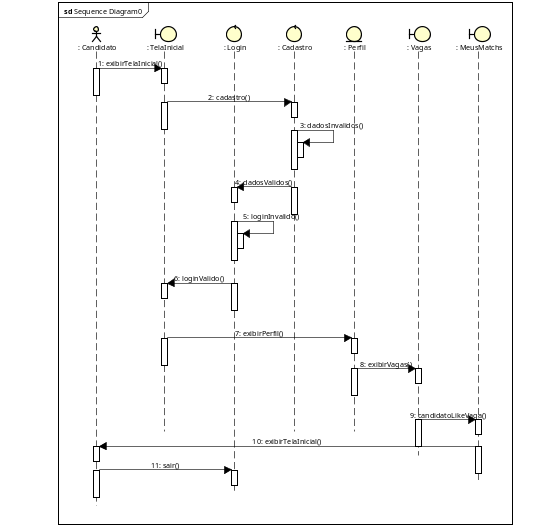 sd Sequence Diagram0
: Candidato
: TelaInicial
: Login
: Cadastro
: Perfil
: Vagas
: MeusMatchs
1: exibirTelaInicial()
2: cadastro()
3: dadosInvalidos()
4: dadosValidos()
5: loginInvalido()
6: loginValido()
7: exibirPerfil()
8: exibirVagas()
9: candidatoLikeVaga()
10: exibirTelaInicial()
11: sair()